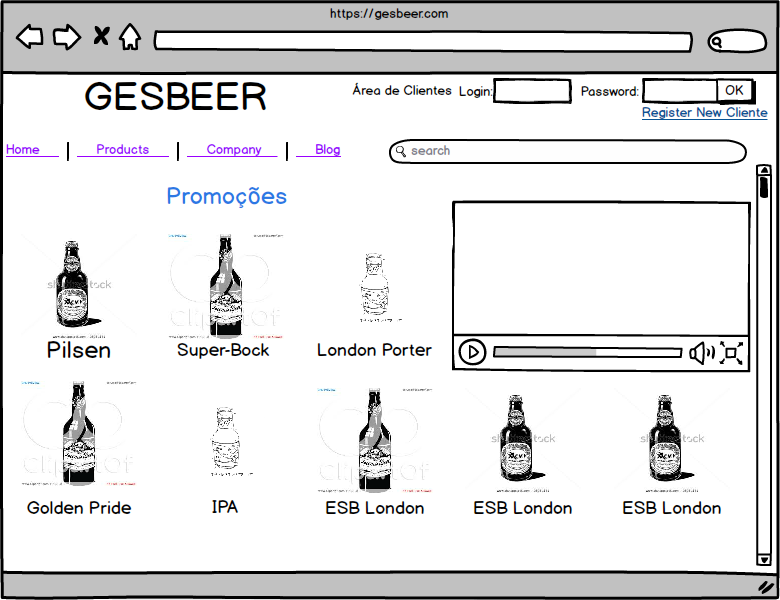 https://gesbeer.com
GESBEER
Área de Clientes Login: Password: OK
Register New Cliente
Home Products Company Blog
search
Promoções
Pilsen Super-Bock London Porter
Golden Pride IPA ESB London ESB London ESB London